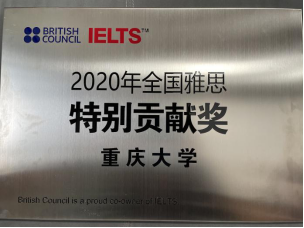 BRITISH COUNCIL IELTS™
2020年全国雅思
特别贡献奖
重庆大学
British Council is a proud co-owner of IELTS